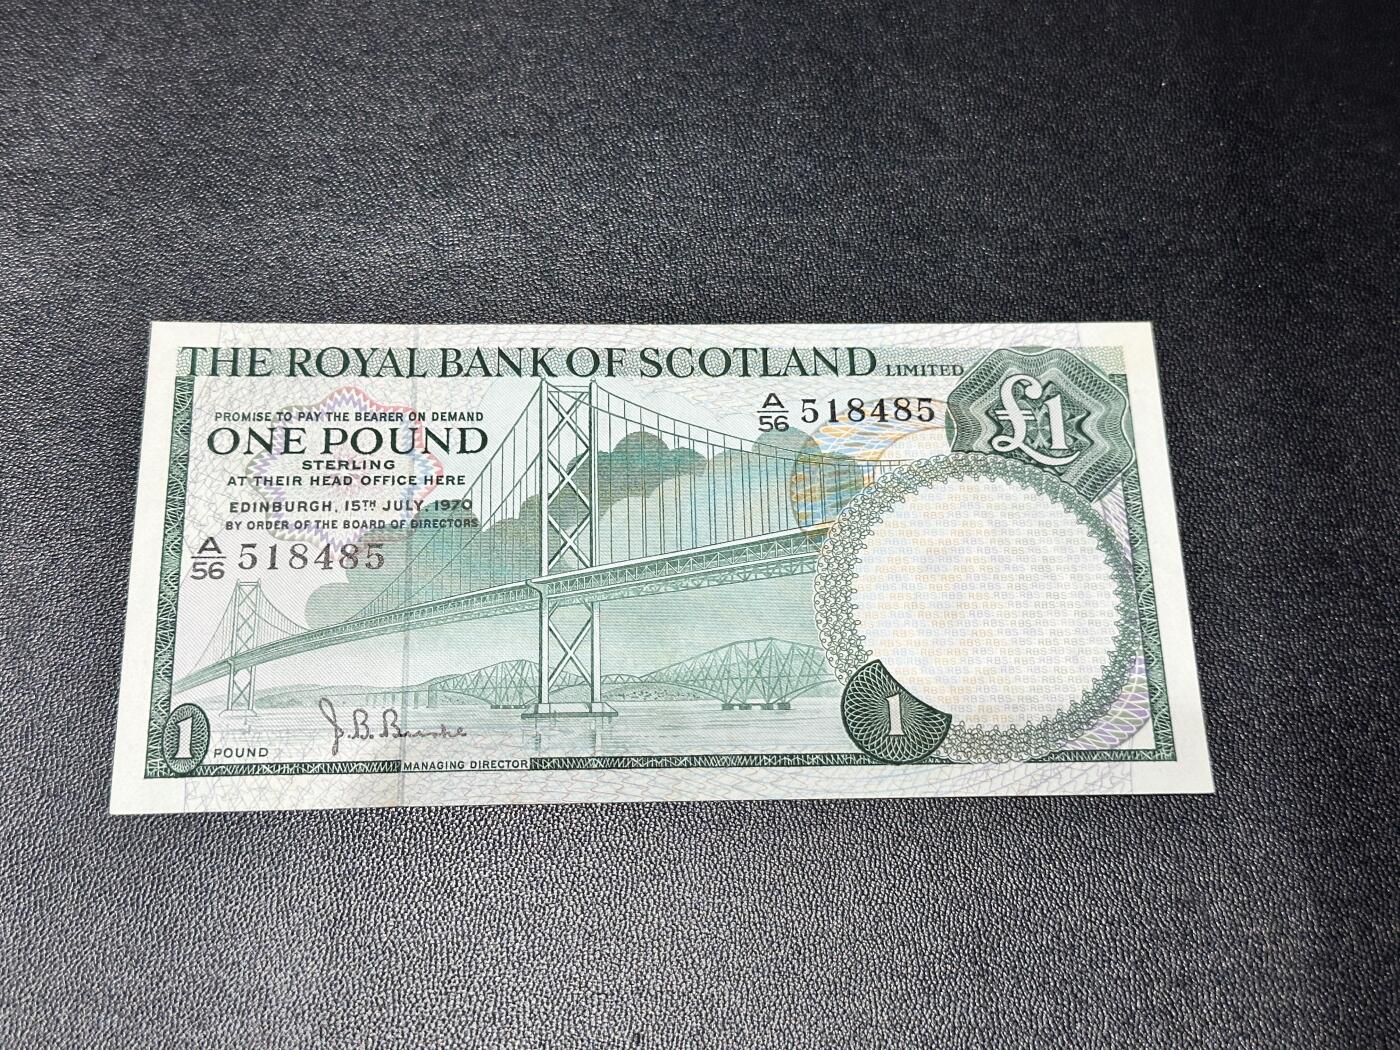 THE ROYAL BANK OF SCOTLAND LIMITED
PROMISE TO PAY THE BEARER ON DEMAND
ONE POUND
STERLING
AT THEIR HEAD OFFICE HERE
EDINBURGH, 15TH JULY, 1970
BY ORDER OF THE BOARD OF DIRECTORS
A/56 518485
A/56 518485
£1
1 POUND
J. B. Burke
MANAGING DIRECTOR
1